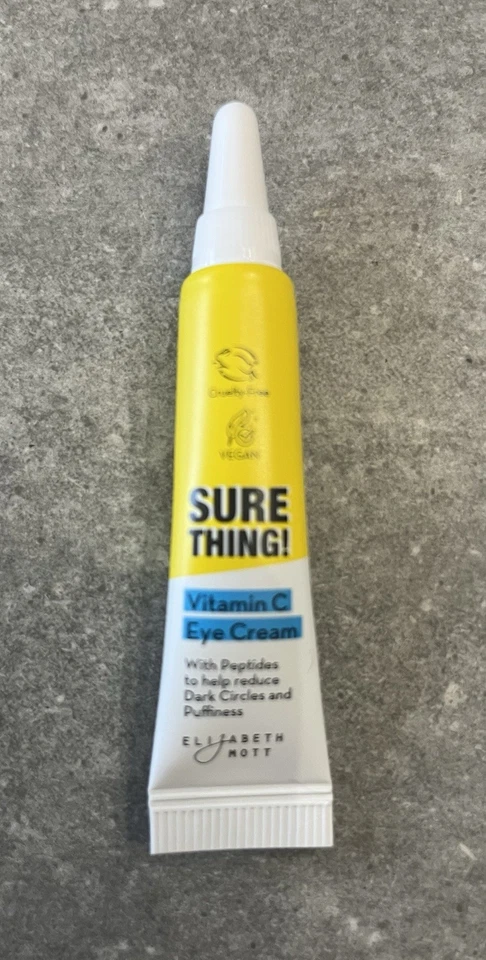 Cruelty Free
VEGAN
SURE
THING!
Vitamin C
Eye Cream
With Peptides
to help reduce
Dark Circles and
Puffiness
ELIZABETH
MOTT